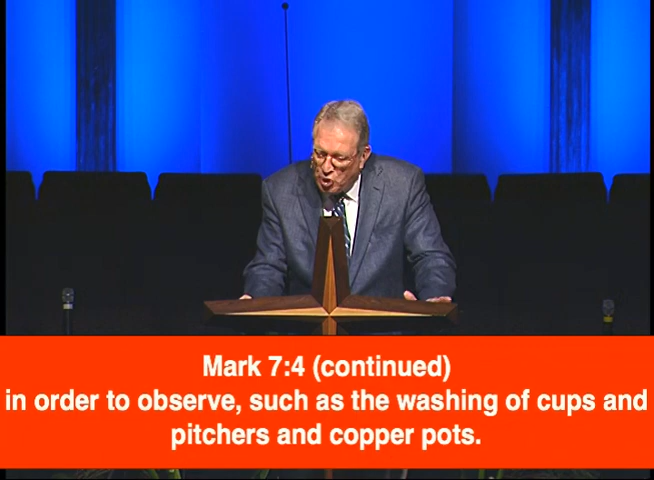 Mark 7:4 (continued)
in order to observe, such as the washing of cups and
pitchers and copper pots.